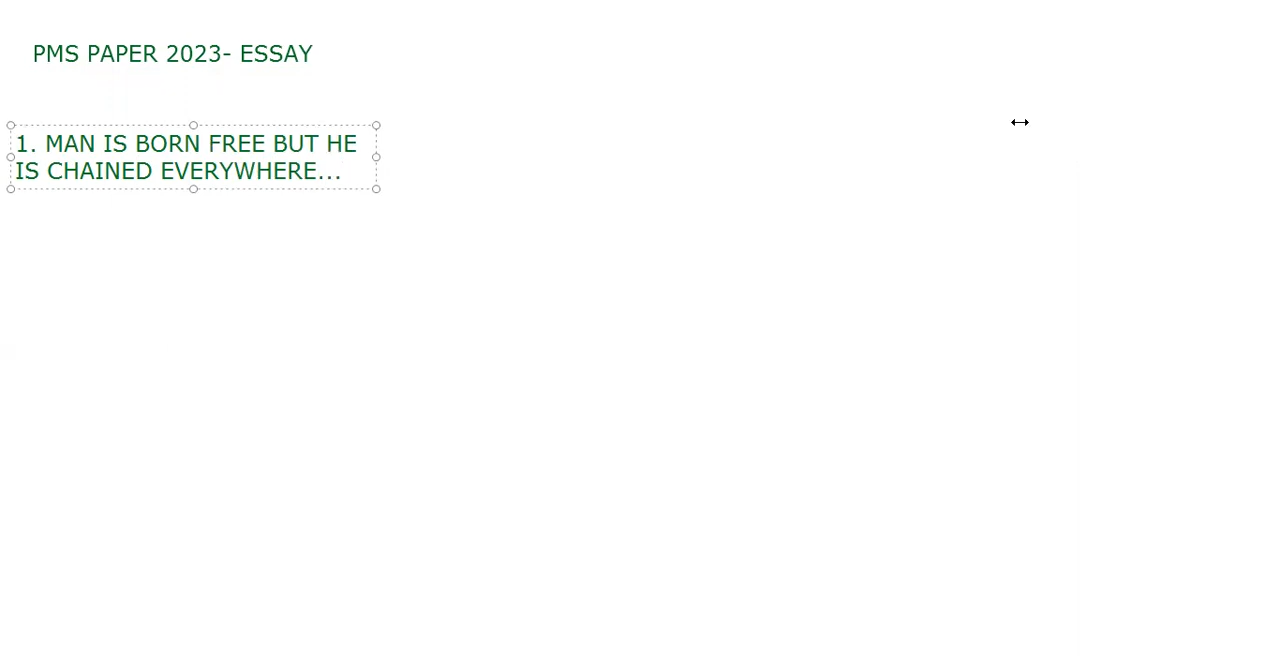 PMS PAPER 2023- ESSAY
1. MAN IS BORN FREE BUT HE
IS CHAINED EVERYWHERE...